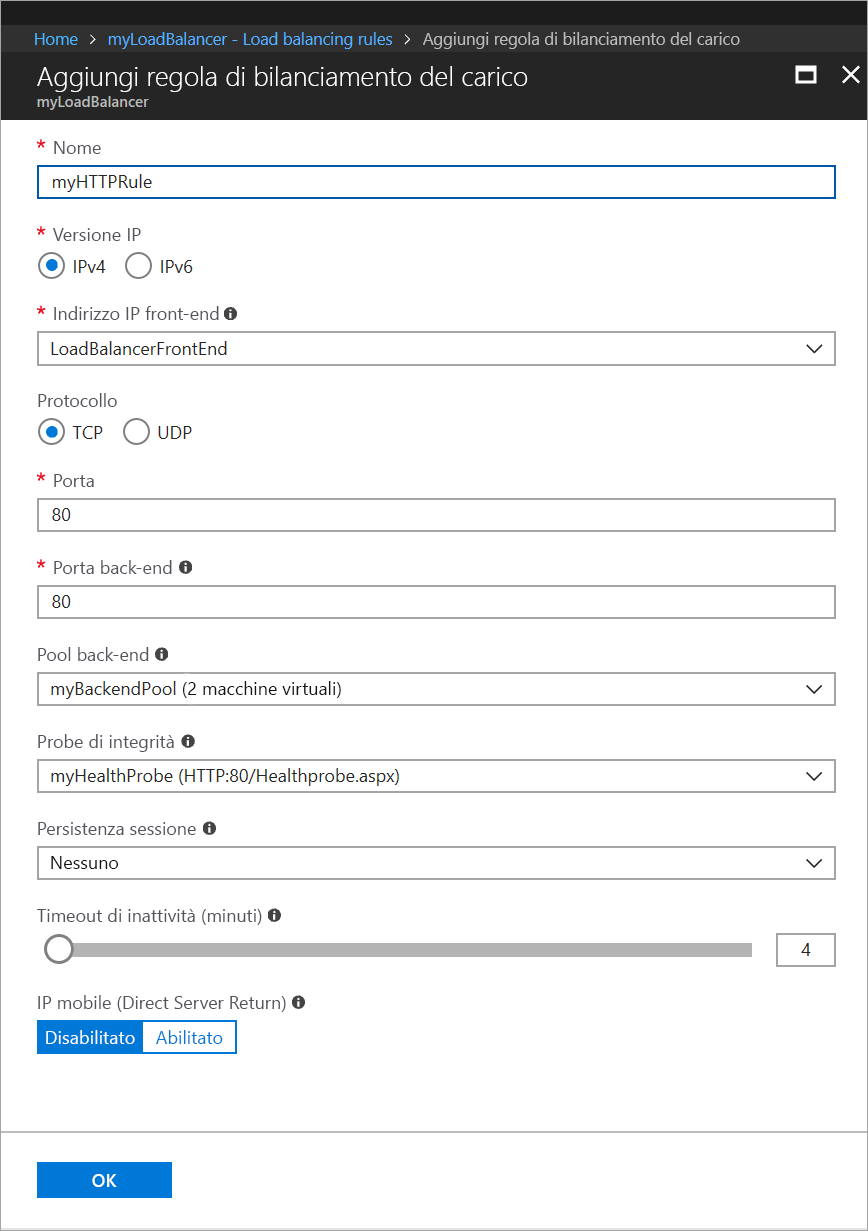 Home > myLoadBalancer - Load balancing rules > Aggiungi regola di bilanciamento del carico
Aggiungi regola di bilanciamento del carico
myLoadBalancer
* Nome
myHTTPRule
* Versione IP
IPv4 IPv6
* Indirizzo IP front-end
LoadBalancerFrontEnd
Protocollo
TCP UDP
* Porta
80
* Porta back-end
80
Pool back-end
myBackendPool (2 macchine virtuali)
Probe di integrità
myHealthProbe (HTTP:80/Healthprobe.aspx)
Persistenza sessione
Nessuno
Timeout di inattività (minuti)
4
IP mobile (Direct Server Return)
Disabilitato Abilitato
OK